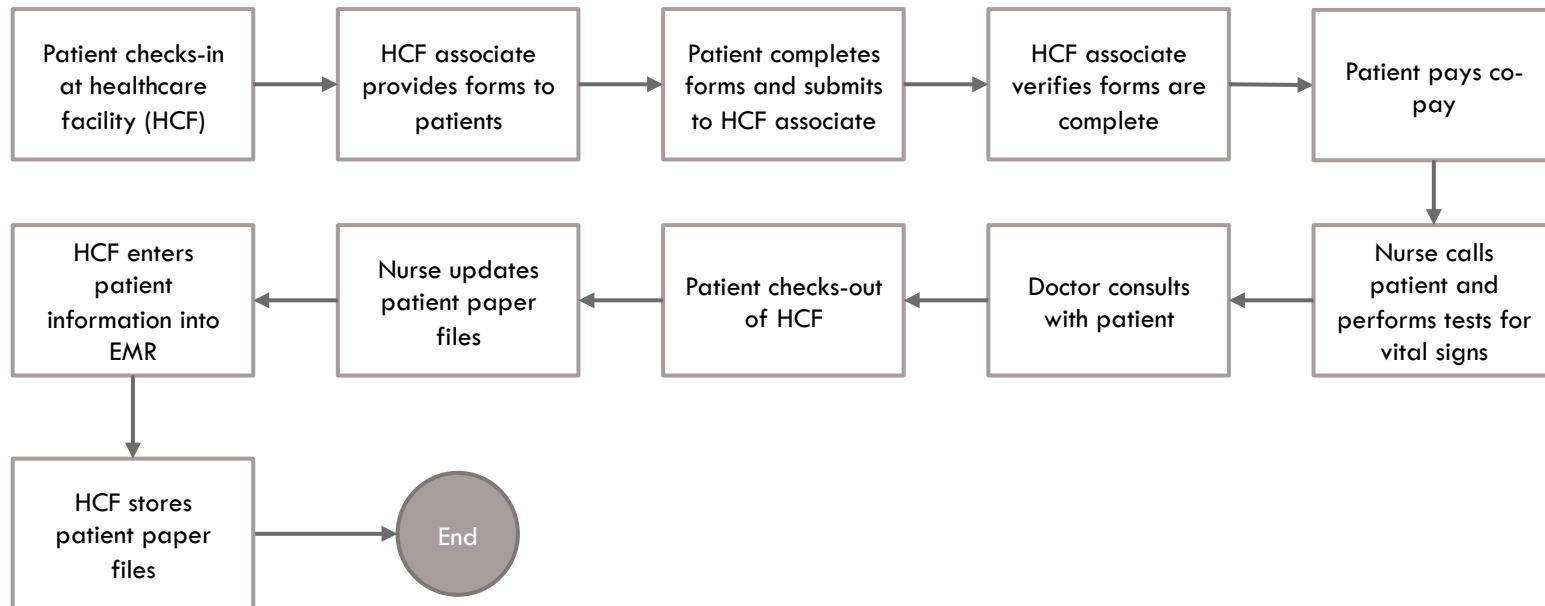 Patient checks-in
at healthcare
facility (HCF)
HCF associate
provides forms to
patients
Patient completes
forms and submits
to HCF associate
HCF associate
verifies forms are
complete
Patient pays co-
pay
Nurse calls
patient and
performs tests for
vital signs
Doctor consults
with patient
Patient checks-out
of HCF
Nurse updates
patient paper
files
HCF enters
patient
information into
EMR
HCF stores
patient paper
files
End